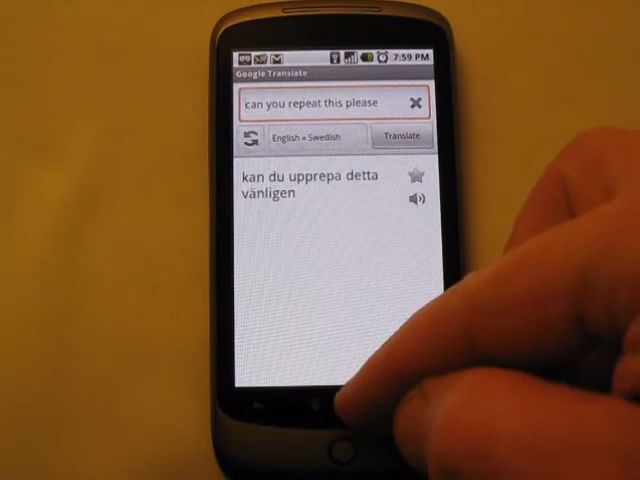 7:59 PM
Google Translate
can you repeat this please
English » Swedish
Translate
kan du upprepa detta
vänligen